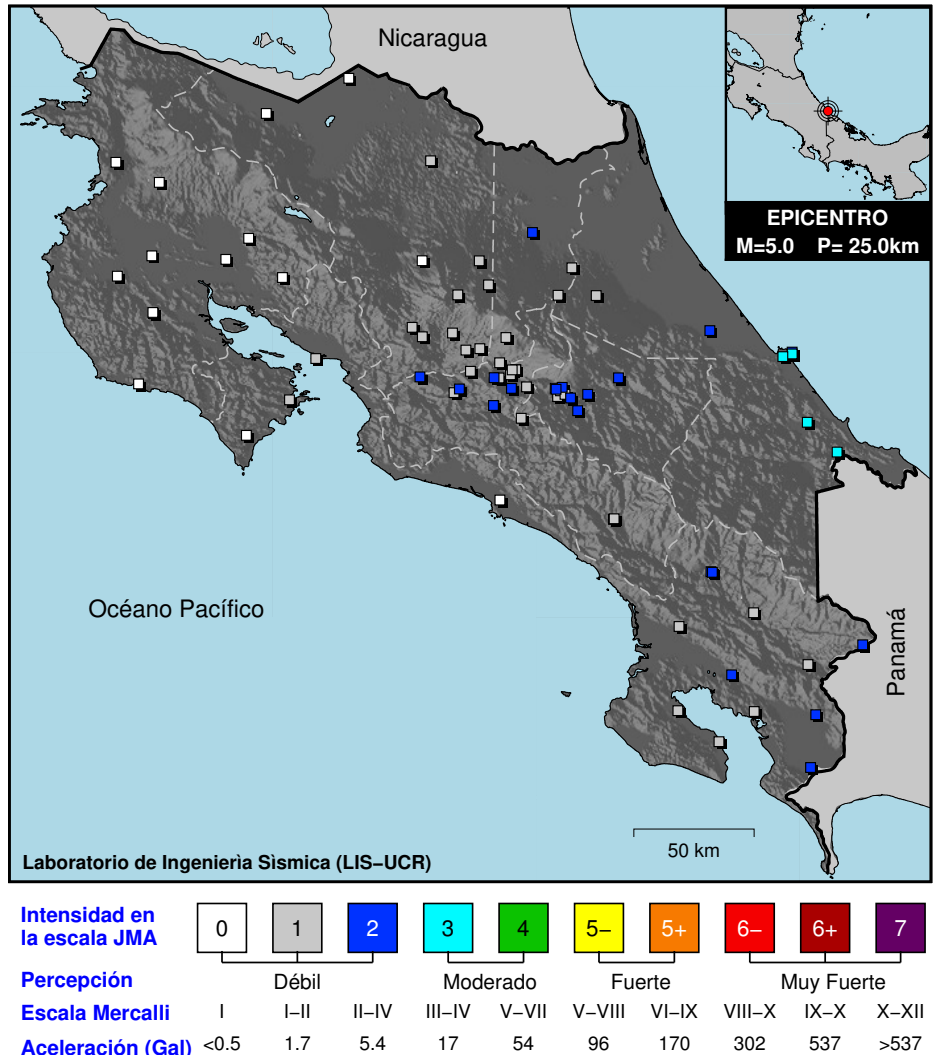 Nicaragua
EPICENTRO
M=5.0 P= 25.0km
Océano Pacífico
Panamá
50 km
Laboratorio de Ingenierìa Sìsmica (LIS–UCR)
Intensidad en
la escala JMA
0 1 2 3 4 5– 5+ 6– 6+ 7
Percepción Débil Moderado Fuerte Muy Fuerte
Escala Mercalli I I–II II–IV III–IV V–VII V–VIII VI–IX VIII–X IX–X X–XII
Aceleración (Gal) <0.5 1.7 5.4 17 54 96 170 302 537 >537